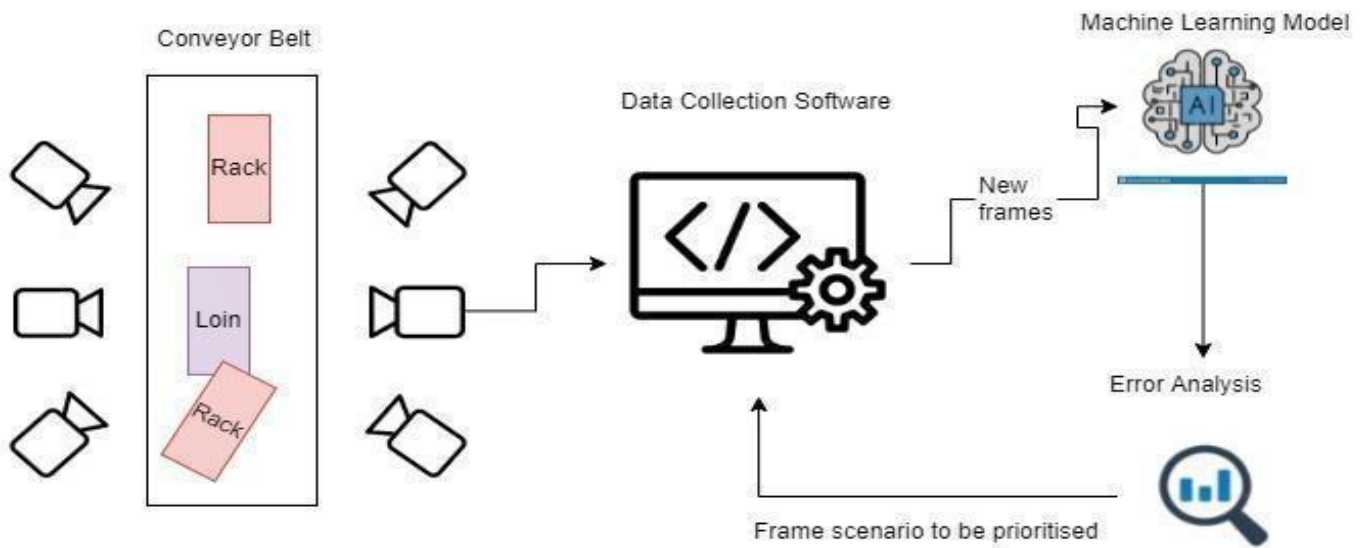 Conveyor Belt
Rack
Loin
Rack
Data Collection Software
</>
New
frames
Machine Learning Model
AI
Error Analysis
Frame scenario to be prioritised